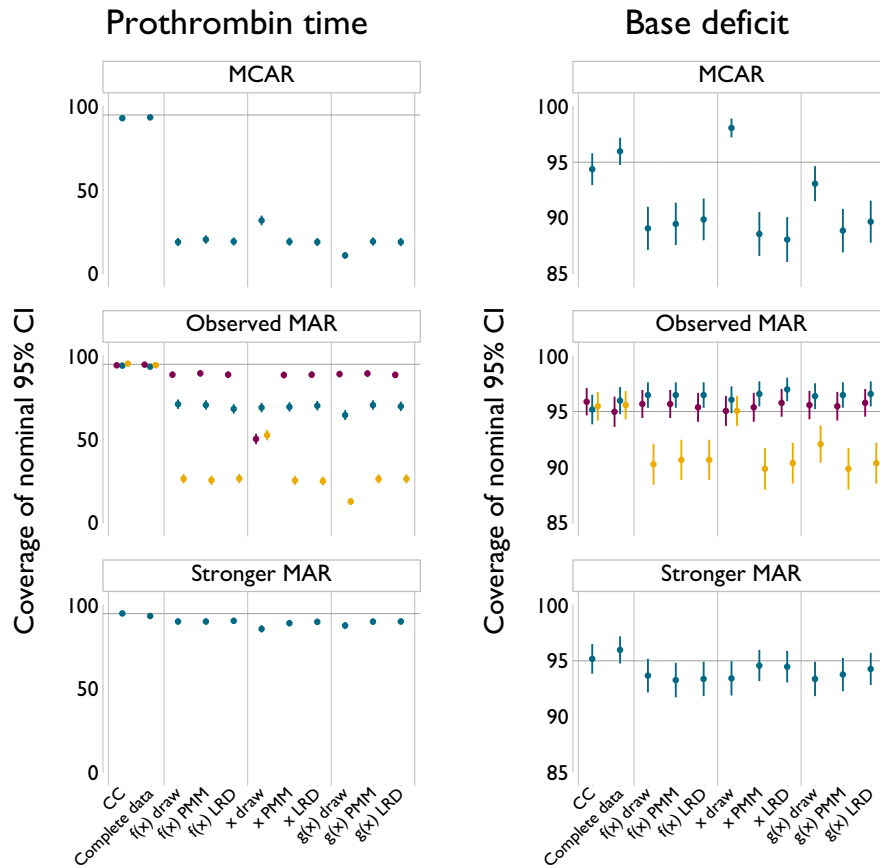 Prothrombin time
Base deficit
MCAR
MCAR
100
50
0
100
95
90
85
Coverage of nominal 95% CI
Coverage of nominal 95% CI
Observed MAR
Observed MAR
100
50
0
100
95
90
85
Stronger MAR
Stronger MAR
100
50
0
100
95
90
85
CC
Complete data
f(x) draw
f(x) PMM
f(x) LRD
x draw
x PMM
x LRD
g(x) draw
g(x) PMM
g(x) LRD
CC
Complete data
f(x) draw
f(x) PMM
f(x) LRD
x draw
x PMM
x LRD
g(x) draw
g(x) PMM
g(x) LRD